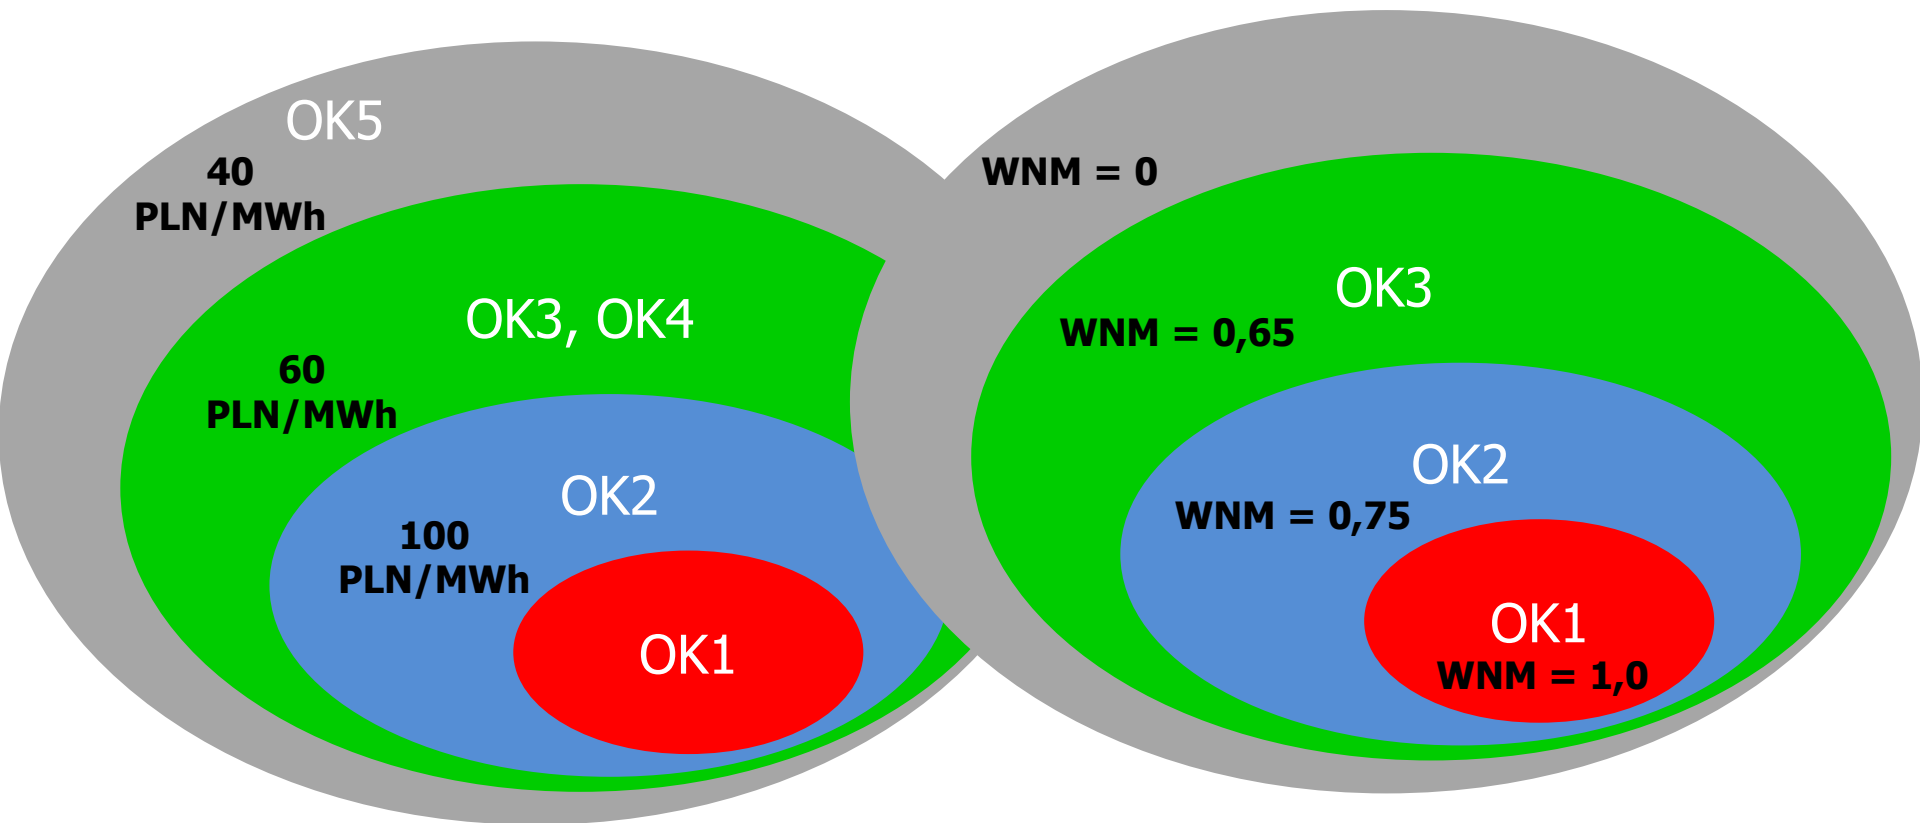 OK5
40
PLN/MWh
OK3, OK4
60
PLN/MWh
OK2
100
PLN/MWh
OK1
WNM = 0
OK3
WNM = 0,65
OK2
WNM = 0,75
OK1
WNM = 1,0